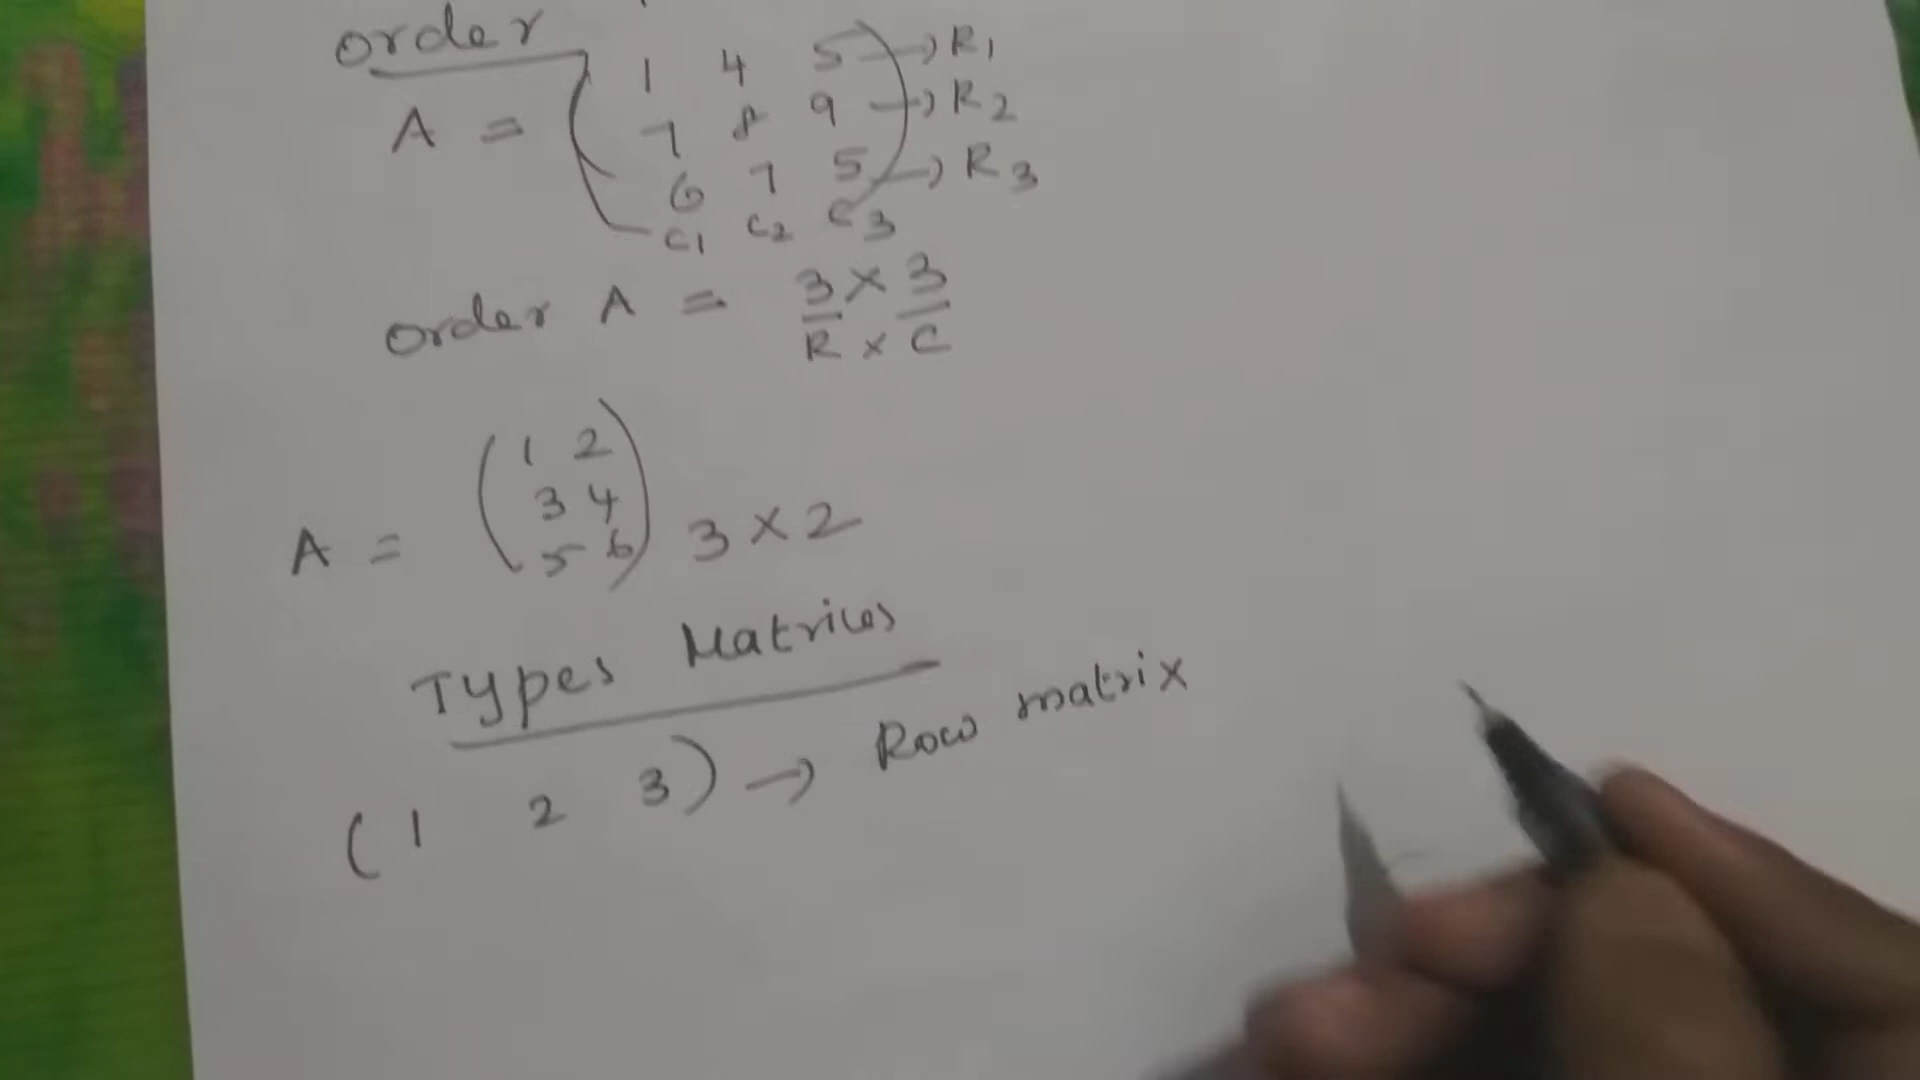 order
1 4 5 → R1
A = 7 8 9 → R2
6 7 5 → R3
C1 C2 C3
order A = 3 × 3
R × C
1 2
3 4
A = 5 6 3 × 2
Types Matrices
( 1 2 3 ) → Row matrix